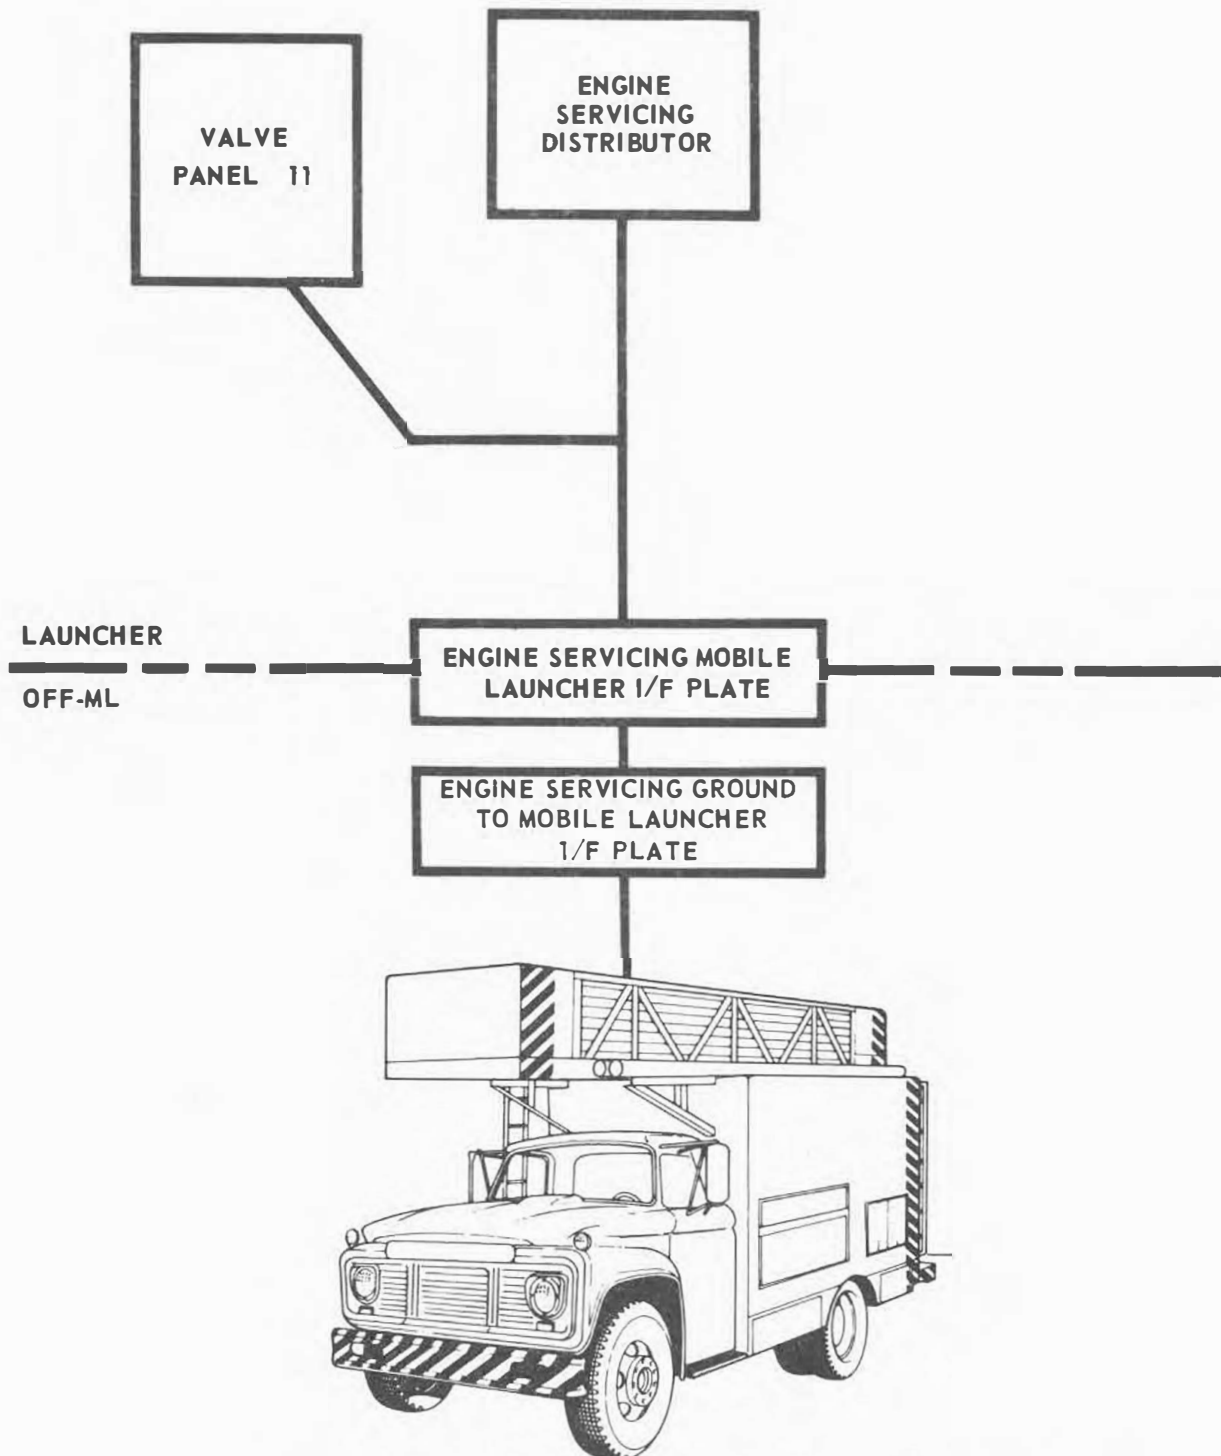 VALVE
PANEL 11
ENGINE
SERVICING
DISTRIBUTOR
LAUNCHER
OFF-ML
ENGINE SERVICING MOBILE
LAUNCHER I/F PLATE
ENGINE SERVICING GROUND
TO MOBILE LAUNCHER
I/F PLATE